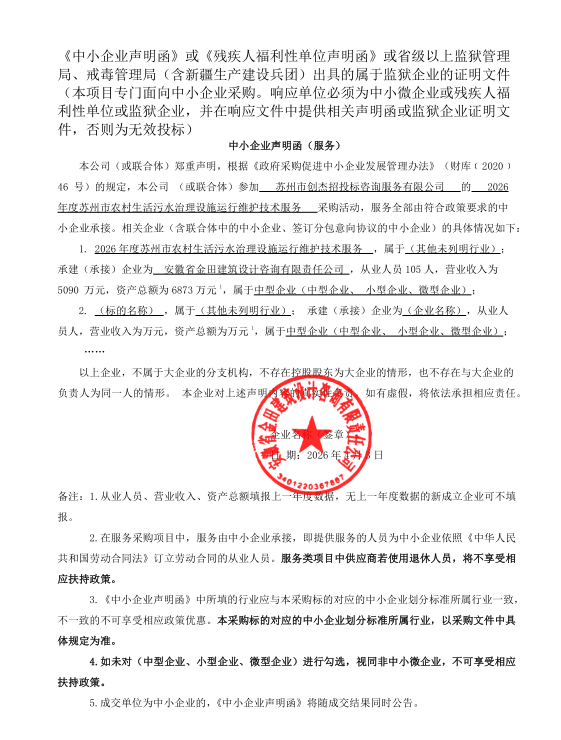 《中小企业声明函》或《残疾人福利性单位声明函》或省级以上监狱管理
局、戒毒管理局（含新疆生产建设兵团）出具的属于监狱企业的证明文件
（本项目专门面向中小企业采购。响应单位必须为中小微企业或残疾人福
利性单位或监狱企业，并在响应文件中提供相关声明函或监狱企业证明文
件，否则为无效投标）
中小企业声明函（服务）
本公司（或联合体）郑重声明，根据《政府采购促进中小企业发展管理办法》（财库﹝2020﹞
46 号）的规定，本公司 （或联合体）参加 苏州市创杰招投标咨询服务有限公司 的 2026
年度苏州市农村生活污水治理设施运行维护技术服务 采购活动，服务全部由符合政策要求的中
小企业承接。相关企业（含联合体中的中小企业、签订分包意向协议的中小企业）的具体情况如下：
1. 2026 年度苏州市农村生活污水治理设施运行维护技术服务 ，属于（其他未列明行业）；
承建（承接）企业为 安徽省金田建筑设计咨询有限责任公司 ，从业人员 105 人，营业收入为
5090 万元，资产总额为 6873 万元¹，属于中型企业（中型企业、 小型企业、微型企业）；
2. （标的名称） ，属于（其他未列明行业）； 承建（承接）企业为（企业名称），从业人
员人，营业收入为万元，资产总额为万元¹，属于中型企业（中型企业、 小型企业、微型企业）；
……
以上企业，不属于大企业的分支机构，不存在控股股东为大企业的情形，也不存在与大企业的
负责人为同一人的情形。 本企业对上述声明内容的真实性负责。如有虚假，将依法承担相应责任。
企业名称（签章）
日 期：2026 年 月 3 日
安徽省金田建筑设计咨询有限责任公司
3401220367867
备注：1.从业人员、营业收入、资产总额填报上一年度数据，无上一年度数据的新成立企业可不填
报。
2.在服务采购项目中，服务由中小企业承接，即提供服务的人员为中小企业依照《中华人民
共和国劳动合同法》订立劳动合同的从业人员。服务类项目中供应商若使用退休人员，将不享受相
应扶持政策。
3.《中小企业声明函》中所填的行业应与本采购标的对应的中小企业划分标准所属行业一致，
不一致的不可享受相应政策优惠。本采购标的对应的中小企业划分标准所属行业，以采购文件中具
体规定为准。
4.如未对（中型企业、小型企业、微型企业）进行勾选，视同非中小微企业，不可享受相应
扶持政策。
5.成交单位为中小企业的，《中小企业声明函》将随成交结果同时公告。